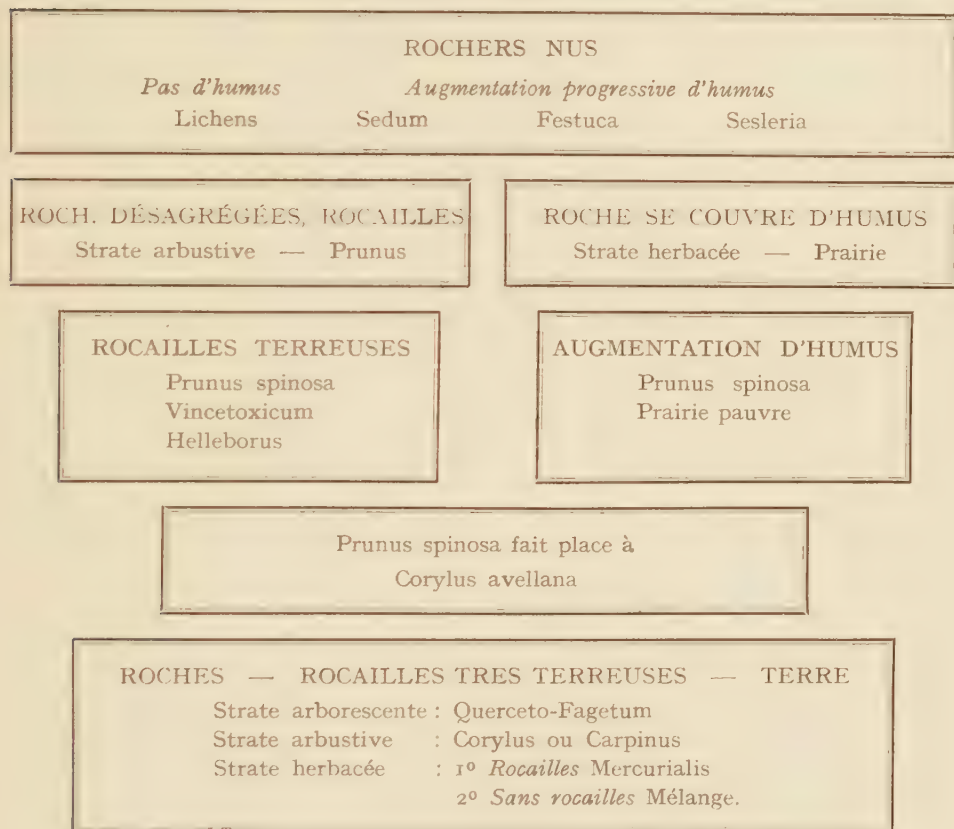 ROCHERS NUS
Pas d'humus Augmentation progressive d'humus
Lichens Sedum Festuca Sesleria
ROCH. DÉSAGRÉGÉES, ROCAILLES
Strate arbustive — Prunus
ROCHE SE COUVRE D'HUMUS
Strate herbacée — Prairie
ROCAILLES TERREUSES
Prunus spinosa
Vincetoxicum
Helleborus
AUGMENTATION D'HUMUS
Prunus spinosa
Prairie pauvre
Prunus spinosa fait place à
Corylus avellana
ROCHES — ROCAILLES TRES TERREUSES — TERRE
Strate arborescente : Querceto-Fagetum
Strate arbustive : Corylus ou Carpinus
Strate herbacée : 1º Rocailles Mercurialis
2º Sans rocailles Mélange.